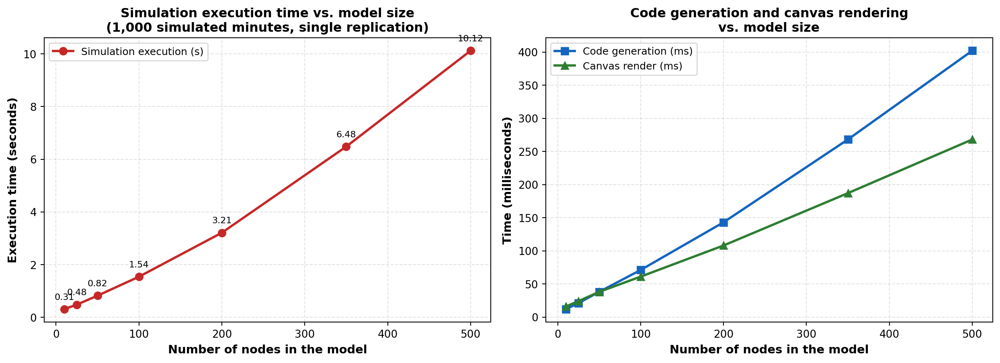 Simulation execution time vs. model size
(1,000 simulated minutes, single replication)
Simulation execution (s)
Execution time (seconds)
10
8
6
4
2
0
0.31
0.48
0.82
1.54
3.21
6.48
10.12
0 100 200 300 400 500
Number of nodes in the model
Code generation and canvas rendering
vs. model size
Code generation (ms)
Canvas render (ms)
Time (milliseconds)
400
350
300
250
200
150
100
50
0
0 100 200 300 400 500
Number of nodes in the model